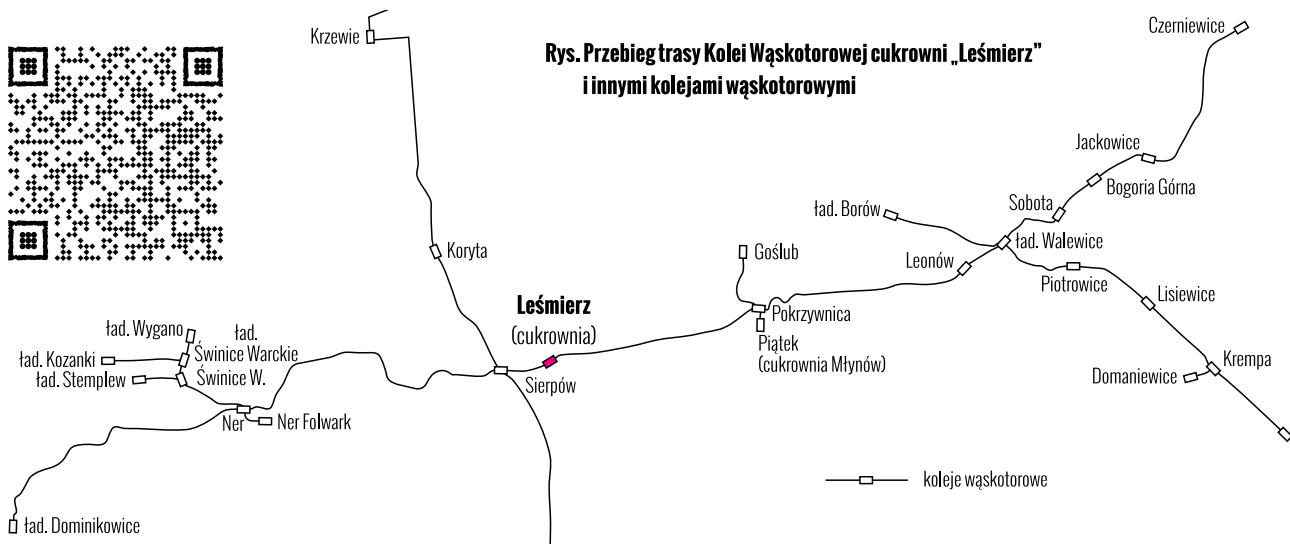 Rys. Przebieg trasy Kolei Wąskotorowej cukrowni „Leśmierz”
i innymi kolejami wąskotorowymi
Krzewie
Czerniewice
Jackowice
Bogoria Górna
Sobota
ład. Borów
ład. Walewice
Koryta
Goślub
Leonów
Piotrowice
Lisiewice
Leśmierz
(cukrownia)
Pokrzywnica
Piątek
(cukrownia Młynów)
ład. Wygano
ład.
Świnice Warckie
ład. Kozanki
ład. Stemplew
Świnice W.
Sierpów
Krempa
Domaniewice
Ner
Ner Folwark
koleje wąskotorowe
ład. Dominikowice